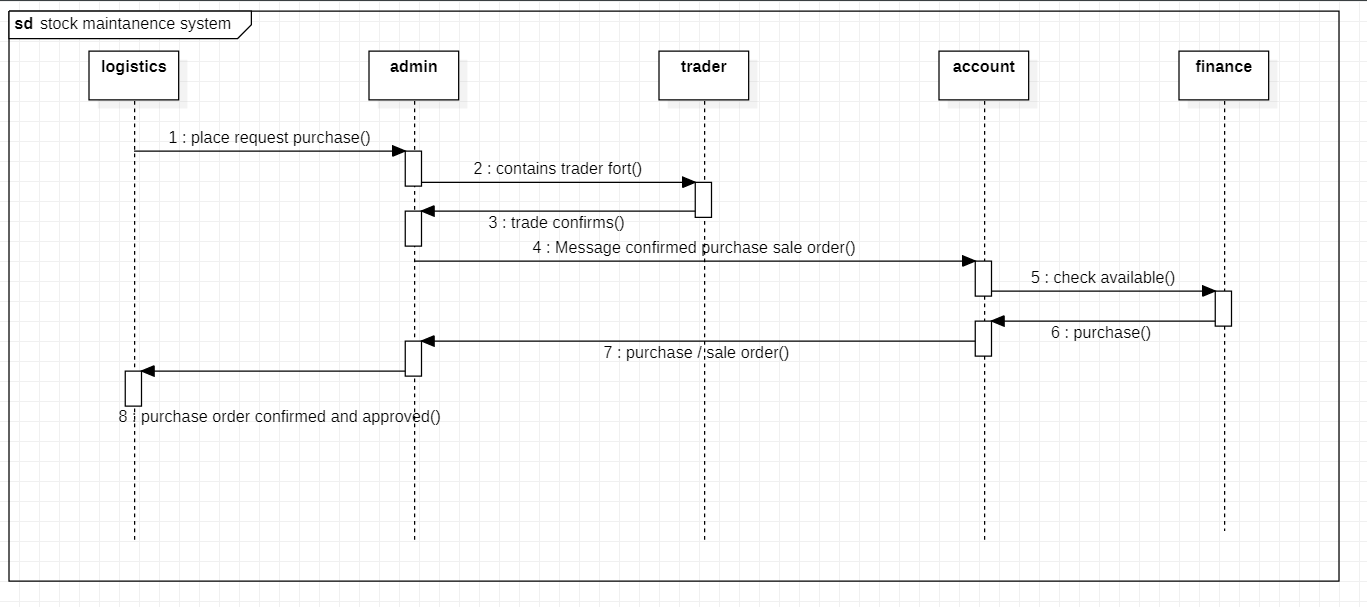 sd stock maintanence system
logistics
admin
trader
account
finance
1 : place request purchase()
2 : contains trader fort()
3 : trade confirms()
4 : Message confirmed purchase sale order()
5 : check available()
6 : purchase()
7 : purchase / sale order()
8 : purchase order confirmed and approved()